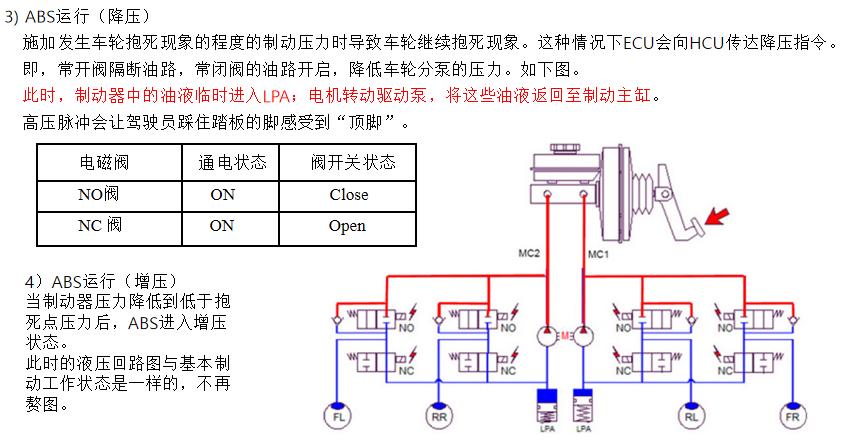 3) ABS运行（降压）
施加发生车轮抱死现象的程度的制动压力时导致车轮继续抱死现象。这种情况下ECU会向HCU传达降压指令。
即，常开阀隔断油路，常闭阀的油路开启，降低车轮分泵的压力。如下图。
此时，制动器中的油液临时进入LPA；电机转动驱动泵，将这些油液返回至制动主缸。
高压脉冲会让驾驶员踩住踏板的脚感受到“顶脚”。
电磁阀 通电状态 阀开关状态
NO阀 ON Close
NC 阀 ON Open
4）ABS运行（增压）
当制动器压力降低到低于抱
死点压力后，ABS进入增压
状态。
此时的液压回路图与基本制
动工作状态是一样的，不再
赘图。
MC2 MC1
NO NO NO NO
M
NC NC NC NC
FL RR LPA LPA RL FR